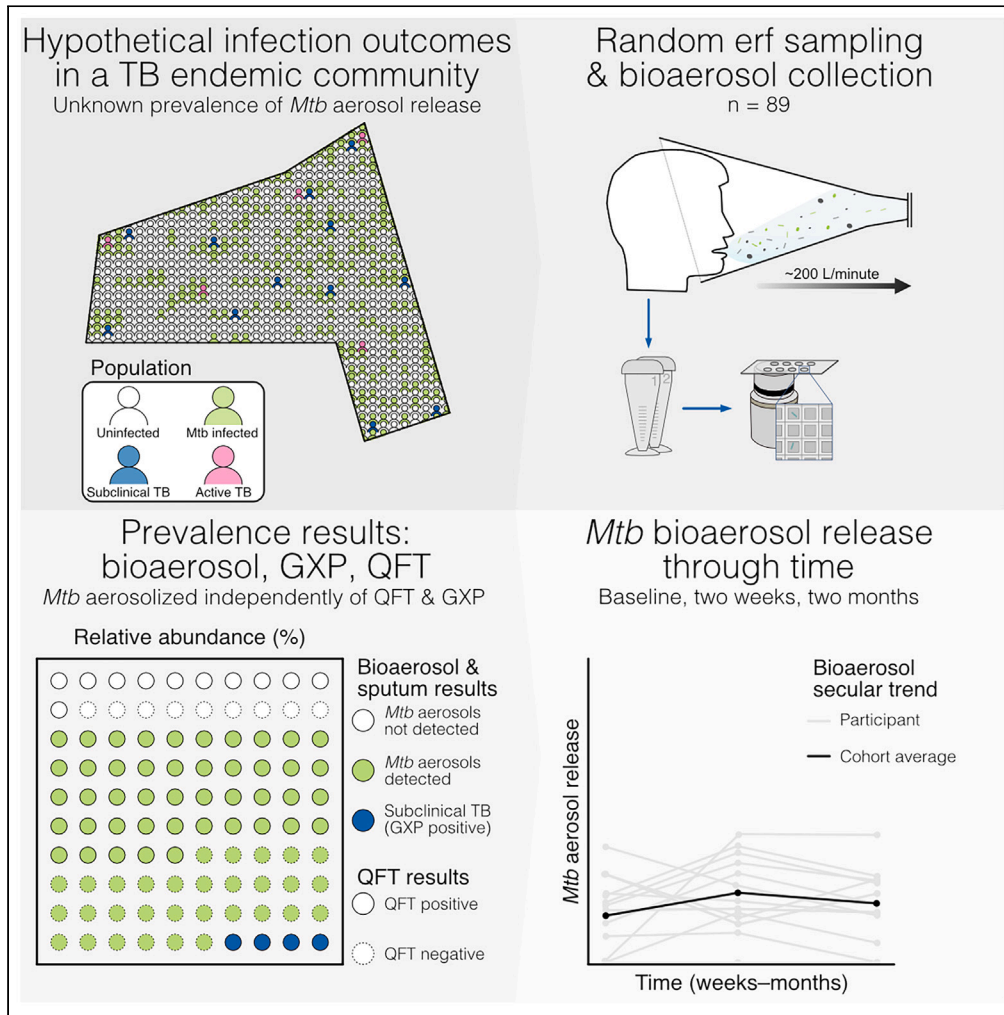 Hypothetical infection outcomes
in a TB endemic community
Unknown prevalence of Mtb aerosol release
Population
Uninfected
Mtb infected
Subclinical TB
Active TB
Random erf sampling
& bioaerosol collection
n = 89
~200 L/minute
1
2
Prevalence results:
bioaerosol, GXP, QFT
Mtb aerosolized independently of QFT & GXP
Relative abundance (%)
Bioaerosol &
sputum results
Mtb aerosols
not detected
Mtb aerosols
detected
Subclinical TB
(GXP positive)
QFT results
QFT positive
QFT negative
Mtb bioaerosol release
through time
Baseline, two weeks, two months
Mtb aerosol release
Bioaerosol
secular trend
Participant
Cohort average
Time (weeks–months)